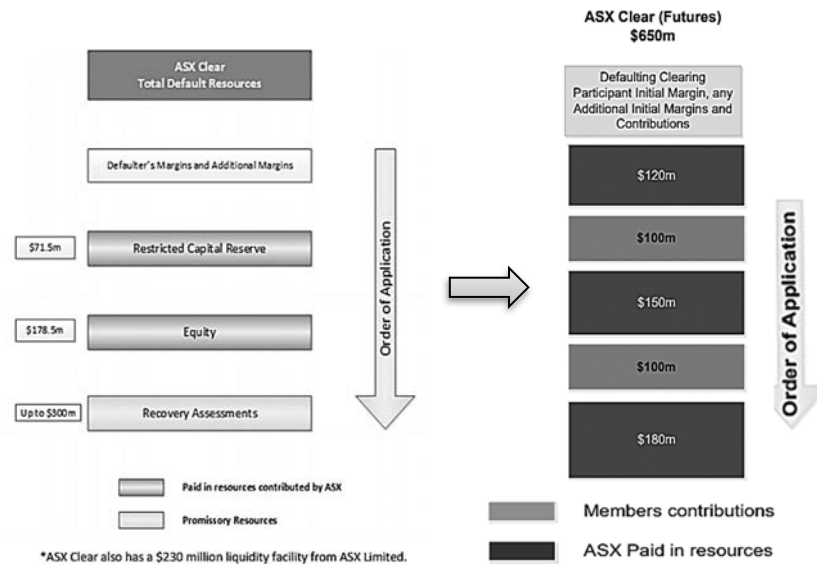 ASX Clear
Total Default Resources
Defaulter's Margins and Additional Margins
$71.5m
Restricted Capital Reserve
$178.5m
Equity
Up to $300m
Recovery Assessments
Order of Application
Paid in resources contributed by ASX
Promissory Resources
*ASX Clear also has a $230 million liquidity facility from ASX Limited.
ASX Clear (Futures)
$650m
Defaulting Clearing
Participant Initial Margin, any
Additional Initial Margins and
Contributions
$120m
$100m
$150m
$100m
$180m
Order of Application
Members contributions
ASX Paid in resources